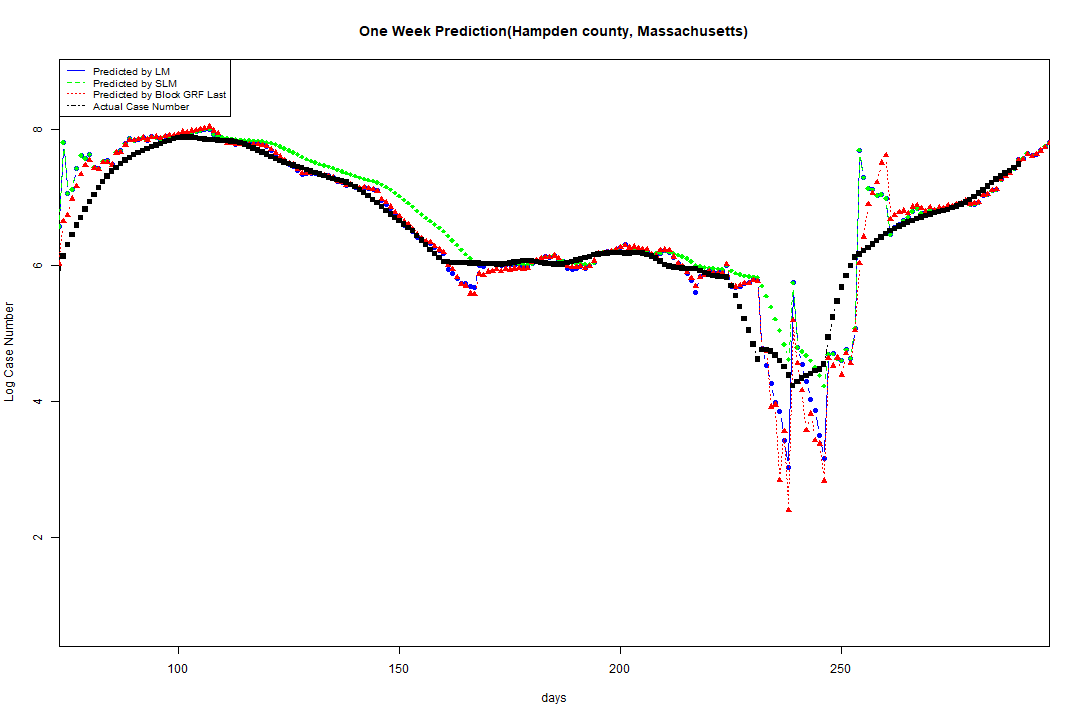 One Week Prediction(Hampden county, Massachusetts)
Predicted by LM
Predicted by SLM
Predicted by Block GRF Last
Actual Case Number
8
6
4
2
Log Case Number
100 150 200 250
days